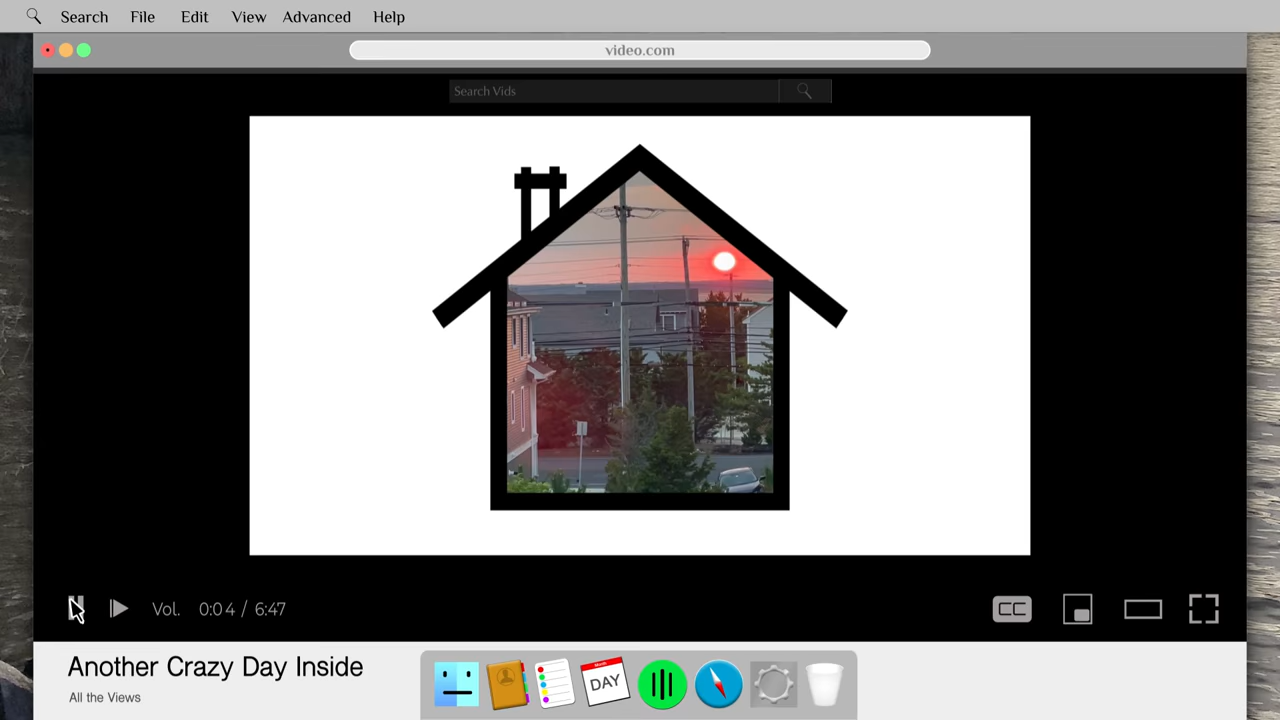 Search File Edit View Advanced Help
video.com
Search Vids
Vol. 0:04 / 6:47
CC
Another Crazy Day Inside
All the Views
Month
DAY